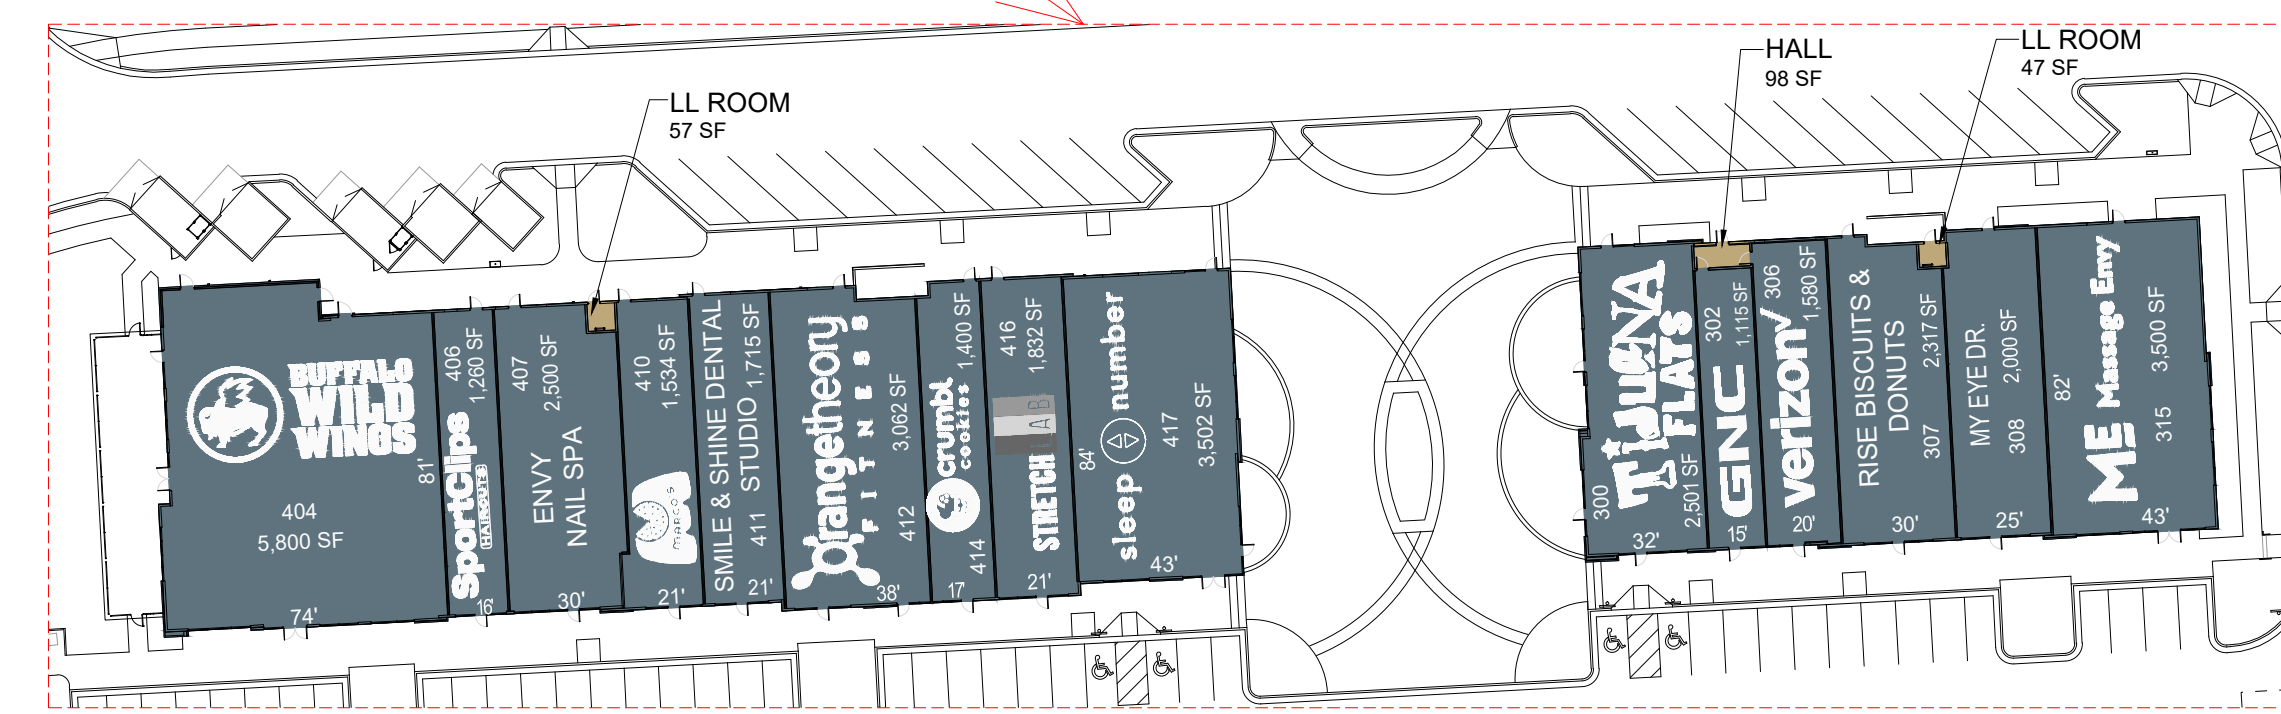 HALL
98 SF
LL ROOM
47 SF
LL ROOM
57 SF
BUFFALO
WILD
WINGS
404
5,800 SF
81'
74'
406
1,260 SF
SportClips
HAIRCUTS
16'
407
2,500 SF
ENVY
NAIL SPA
30'
410
1,534 SF
MARCO'S
21'
SMILE & SHINE DENTAL
STUDIO 1,715 SF
411
21'
orangetheory
FITNESS
3,062 SF
412
38'
1,400 SF
crumbl
cookies
414
17'
416
1,832 SF
STRETCHLAB
21'
sleep number
84'
417
3,502 SF
43'
TIJUANA
FLATS
300
2,501 SF
32'
302
1,115 SF
GNC
15'
306
1,580 SF
verizon
20'
RISE BISCUITS &
DONUTS
2,317 SF
307
30'
MY EYE DR.
2,000 SF
308
25'
82'
ME Massage Envy
3,500 SF
315
43'